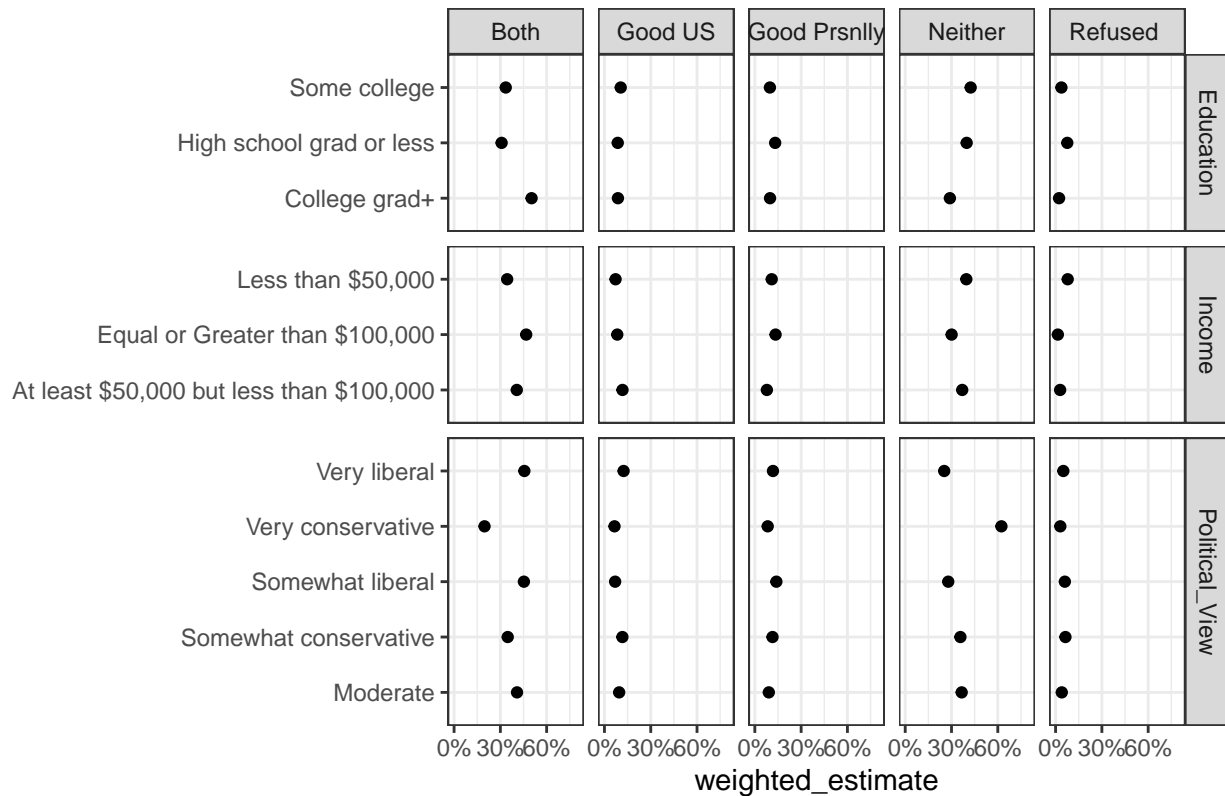 Both
Good US
Good Prsnlly
Neither
Refused
Some college
High school grad or less
College grad+
Education
Less than $50,000
Equal or Greater than $100,000
At least $50,000 but less than $100,000
Income
Very liberal
Very conservative
Somewhat liberal
Somewhat conservative
Moderate
Political_View
0% 30% 60%
0% 30% 60%
0% 30% 60%
0% 30% 60%
0% 30% 60%
weighted_estimate